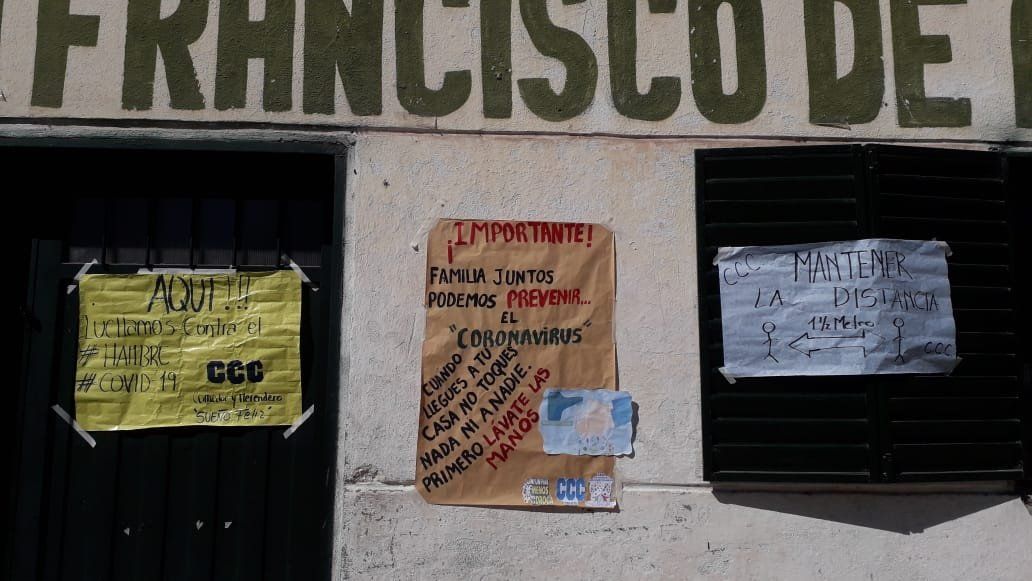 FRANCISCO DE
AQUÍ!!!
LUCHAMOS CONTRA EL
# HAMBRE
# COVID 19
CCC
Comedor y Merendero
"SUEÑO FELIZ"
¡IMPORTANTE!
FAMILIA JUNTOS
PODEMOS PREVENIR...
EL
"CORONAVIRUS"
CUANDO
LLEGUES A TU
CASA NO TOQUES
NADA NI A NADIE.
PRIMERO LÁVATE LAS
MANOS
MENOS
CCC
CCC MANTENER
LA DISTANCIA
1½ Metro
CCC